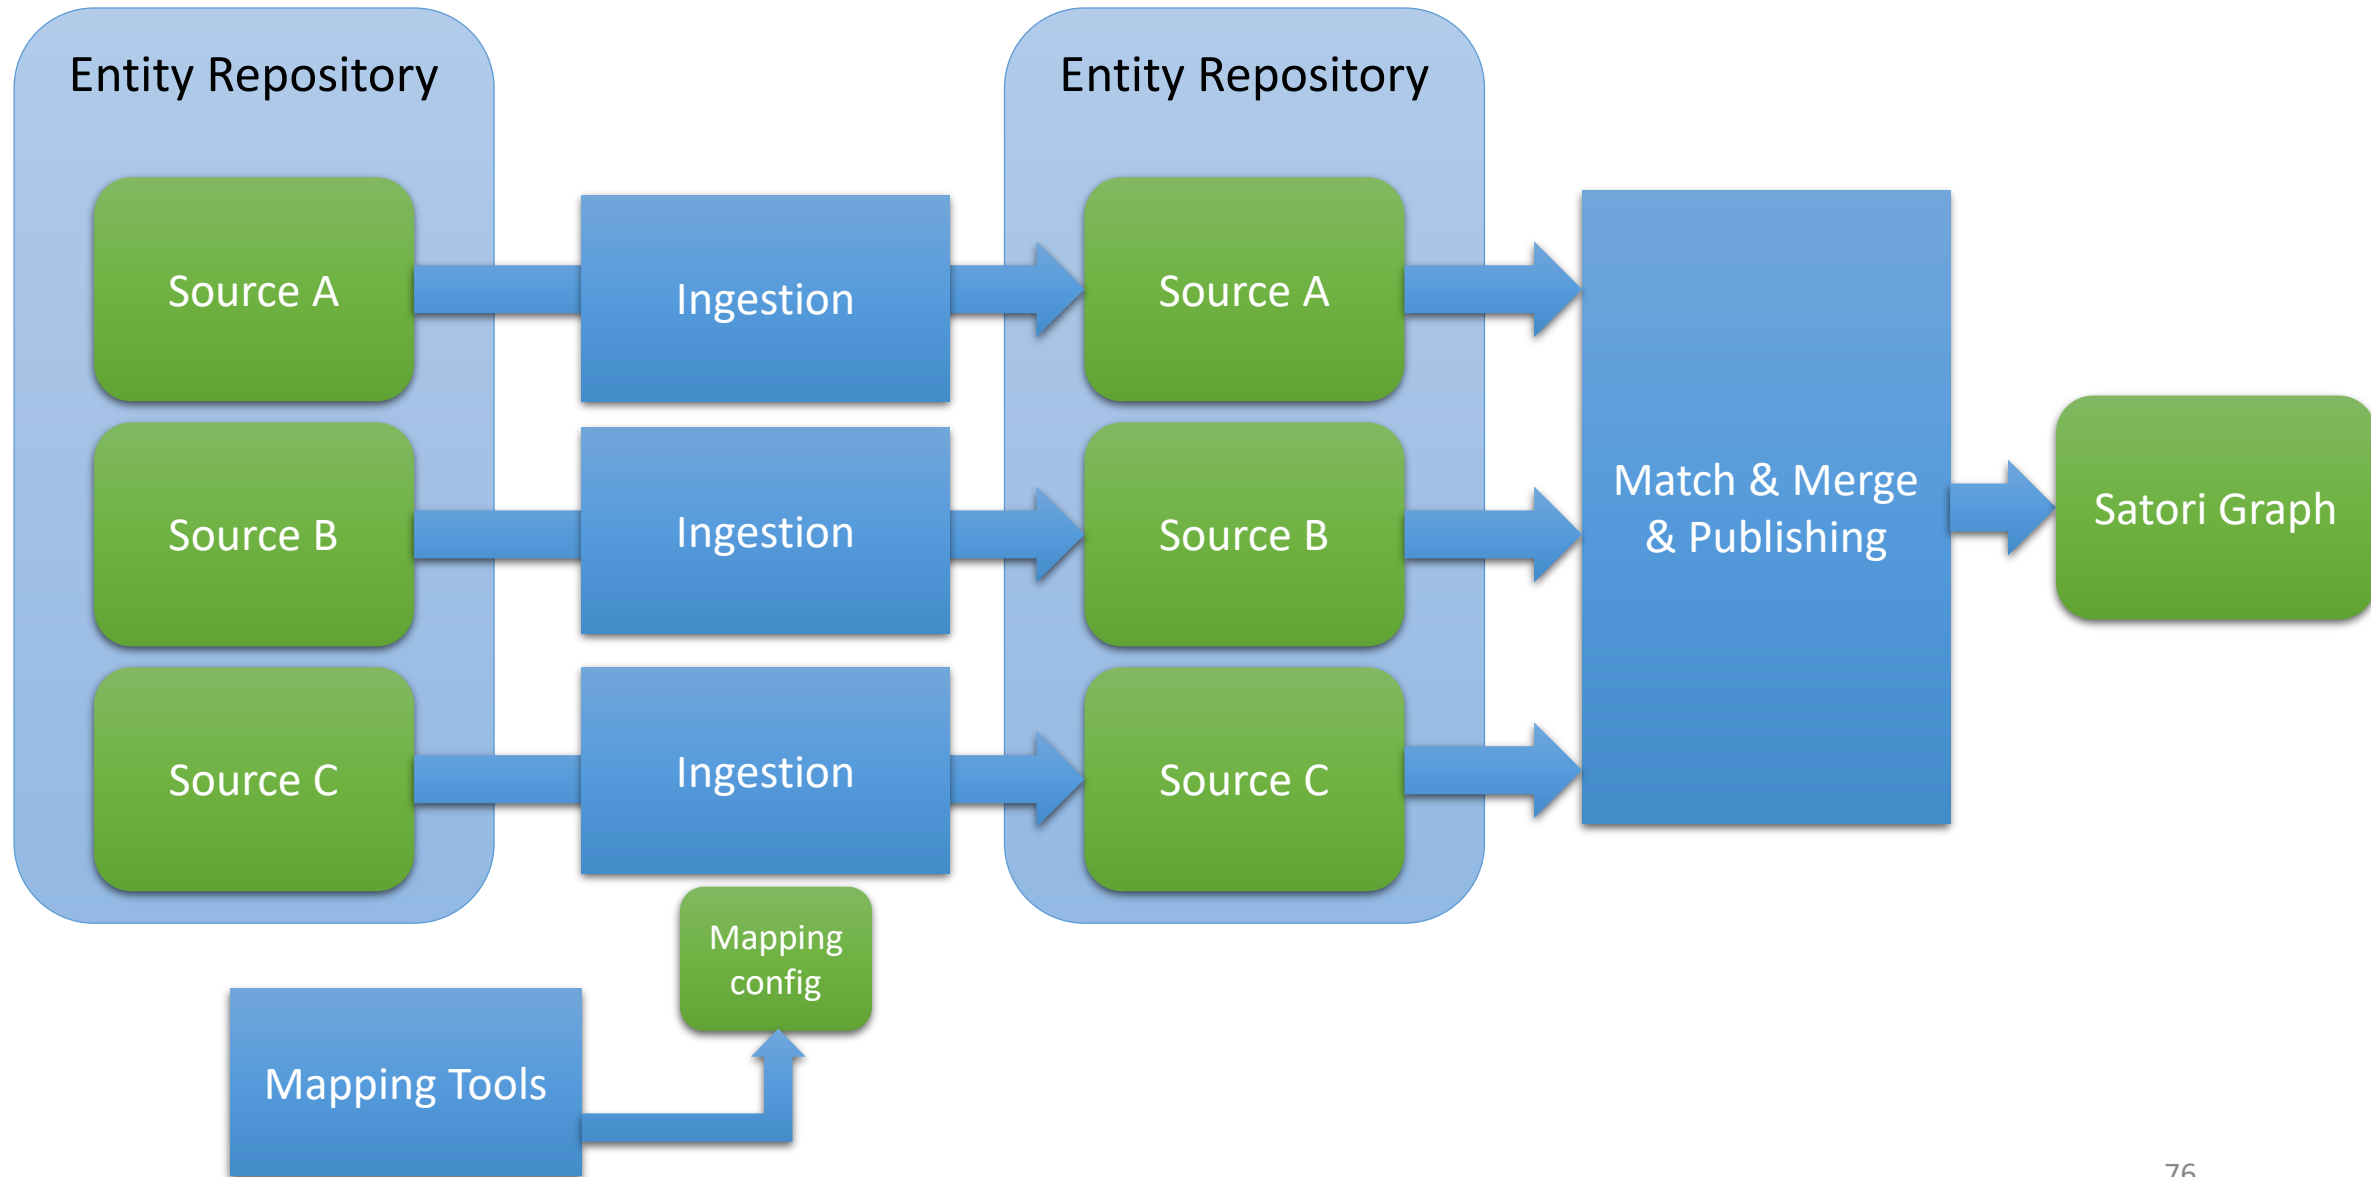 Entity Repository
Entity Repository
Source A
Ingestion
Source A
Source B
Ingestion
Source B
Match & Merge
& Publishing
Satori Graph
Source C
Ingestion
Source C
Mapping
config
Mapping Tools
76